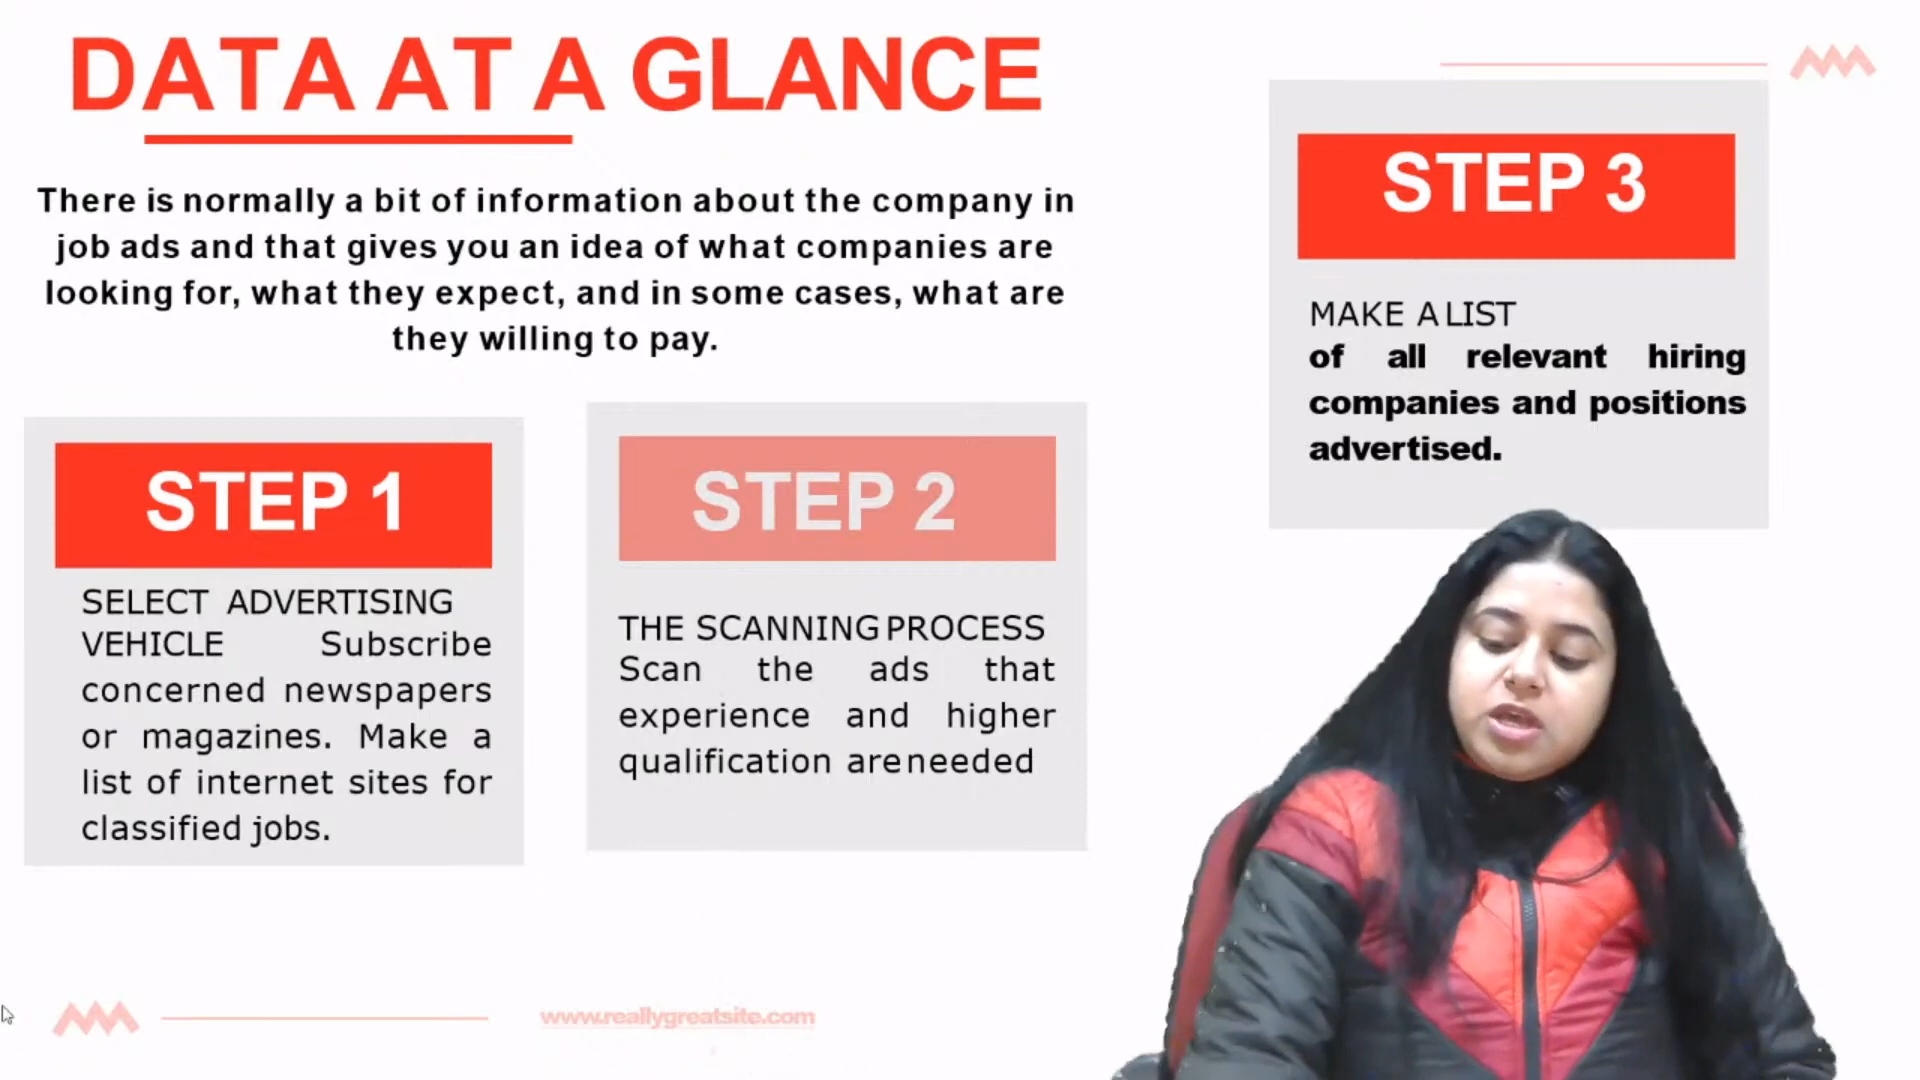 DATA AT A GLANCE
There is normally a bit of information about the company in
job ads and that gives you an idea of what companies are
looking for, what they expect, and in some cases, what are
they willing to pay.
STEP 1
SELECT ADVERTISING
VEHICLE Subscribe
concerned newspapers
or magazines. Make a
list of internet sites for
classified jobs.
STEP 2
THE SCANNING PROCESS
Scan the ads that
experience and higher
qualification are needed
STEP 3
MAKE A LIST
of all relevant hiring
companies and positions
advertised.
www.reallygreatsite.com